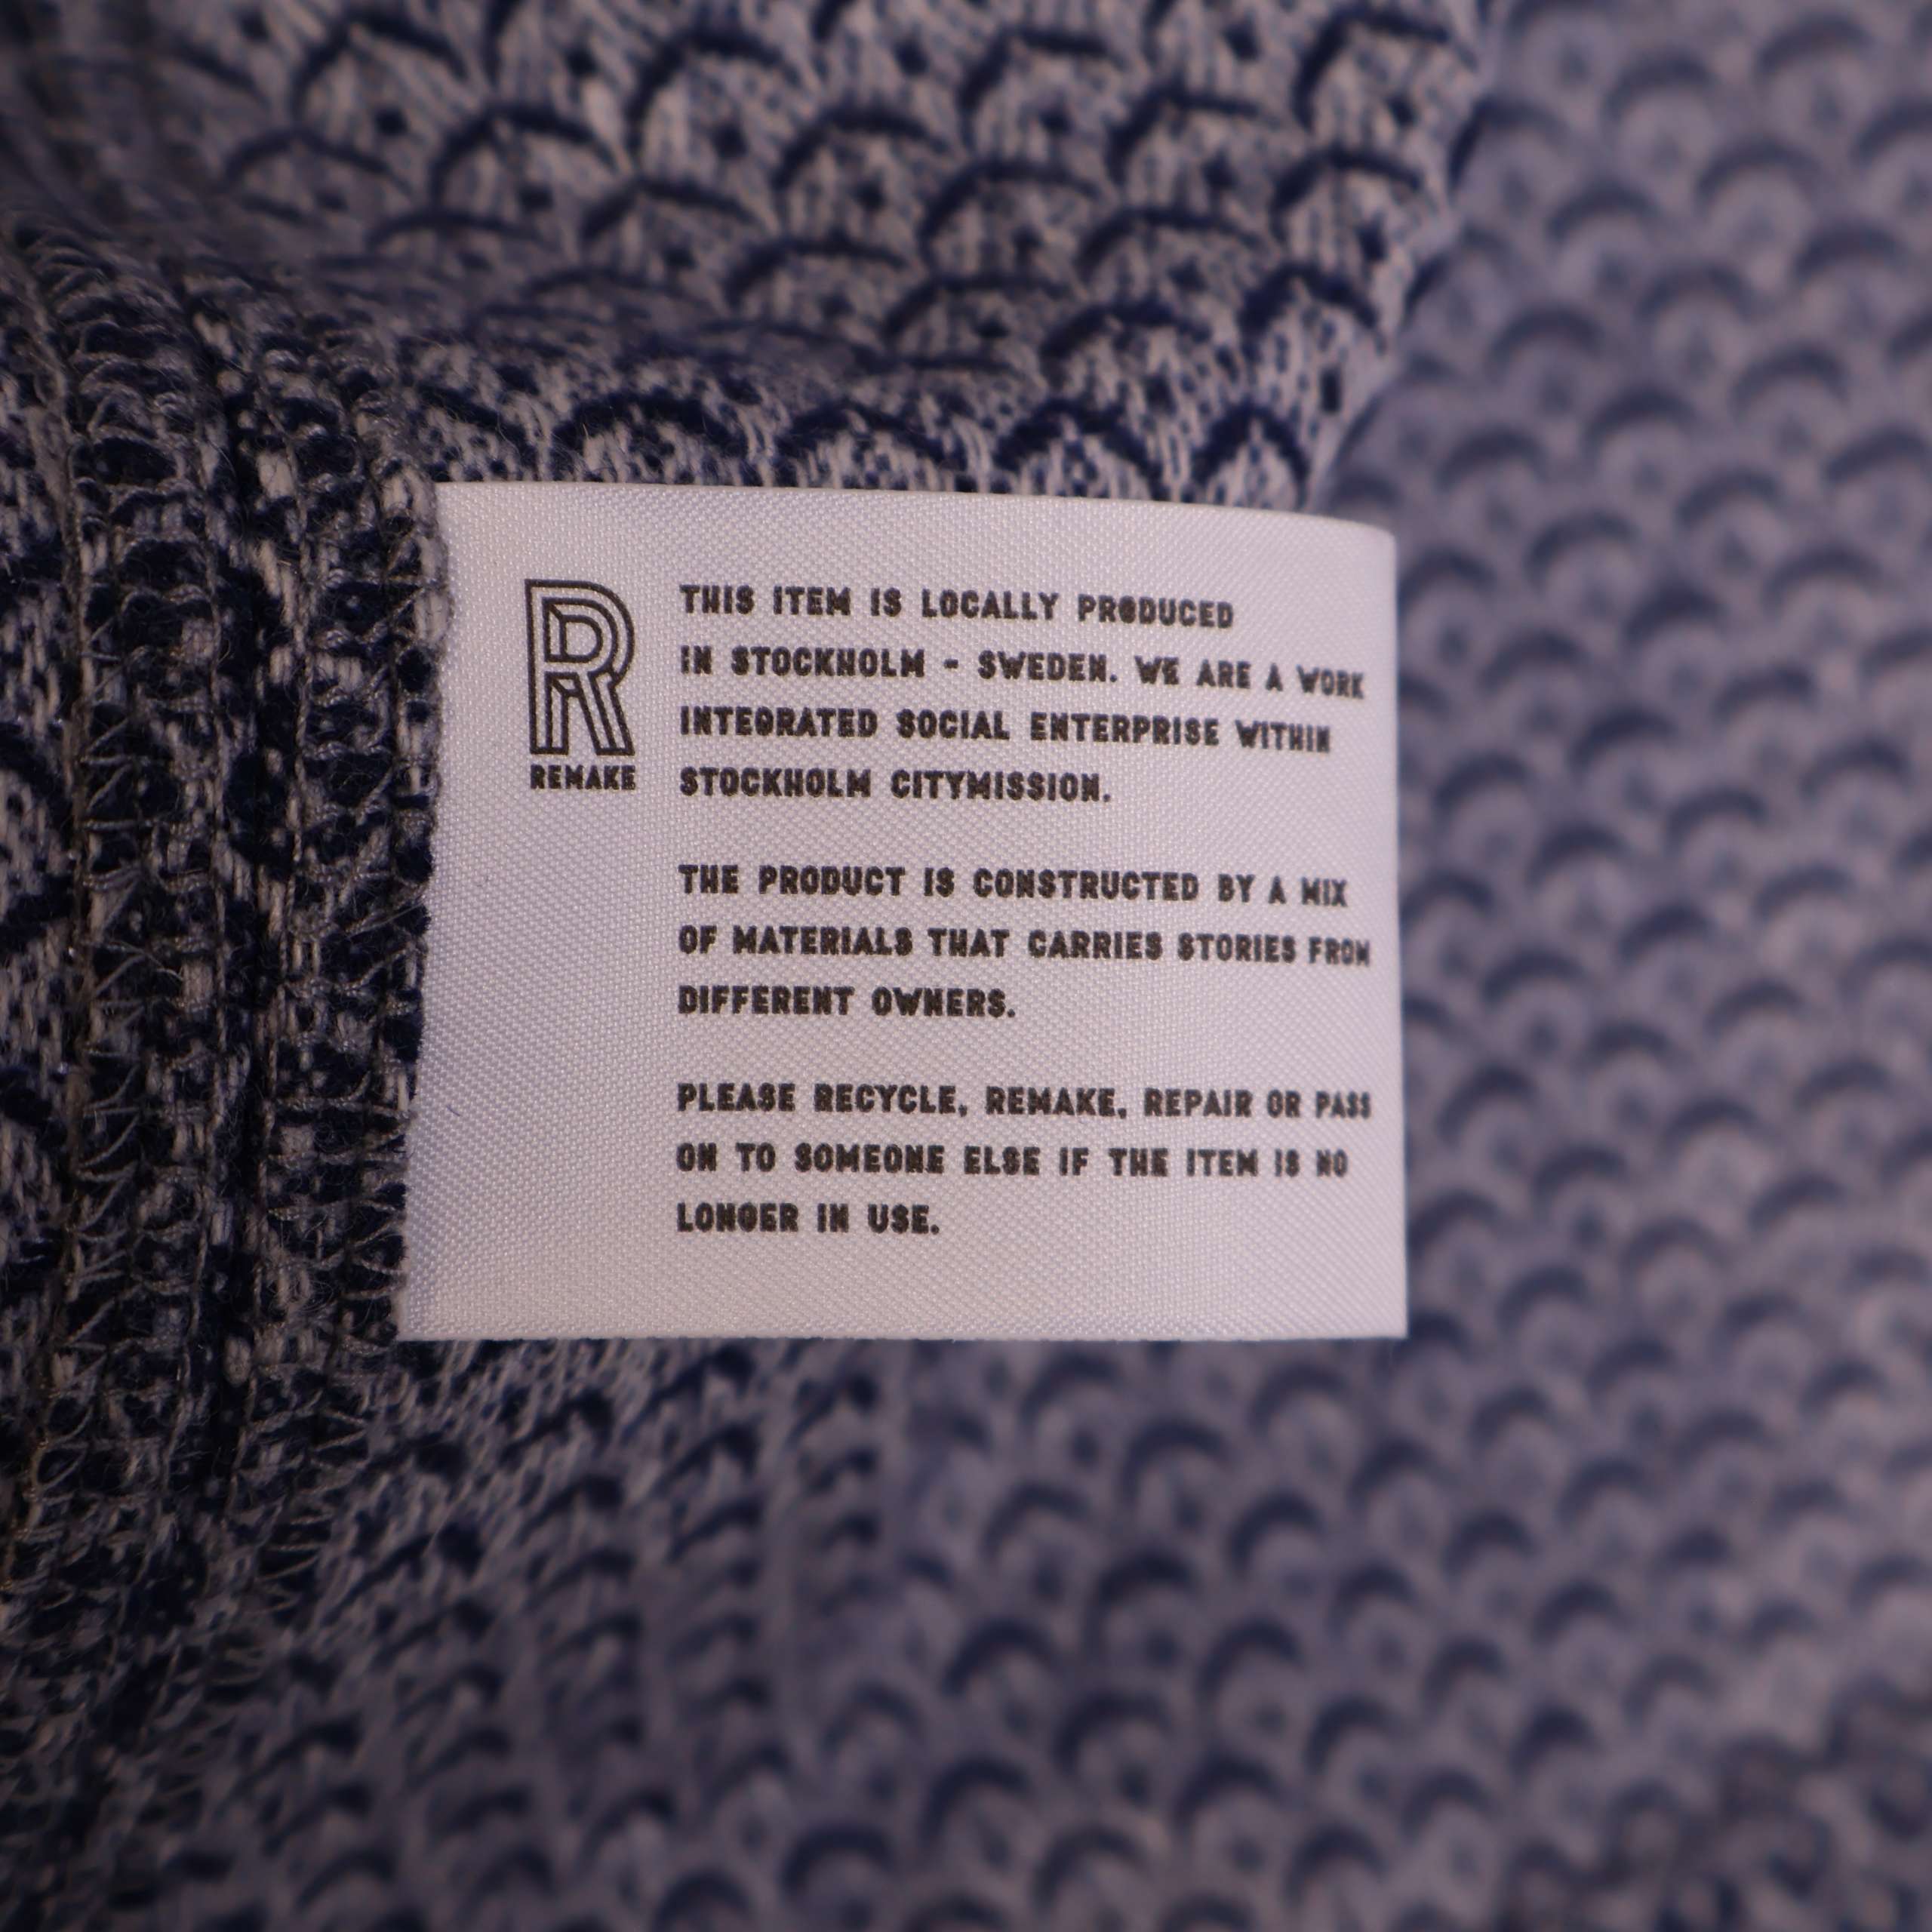 R
REMAKE
THIS ITEM IS LOCALLY PRODUCED
IN STOCKHOLM - SWEDEN. WE ARE A WORK
INTEGRATED SOCIAL ENTERPRISE WITHIN
STOCKHOLM CITYMISSION.
THE PRODUCT IS CONSTRUCTED BY A MIX
OF MATERIALS THAT CARRIES STORIES FROM
DIFFERENT OWNERS.
PLEASE RECYCLE, REMAKE, REPAIR OR PASS
ON TO SOMEONE ELSE IF THE ITEM IS NO
LONGER IN USE.